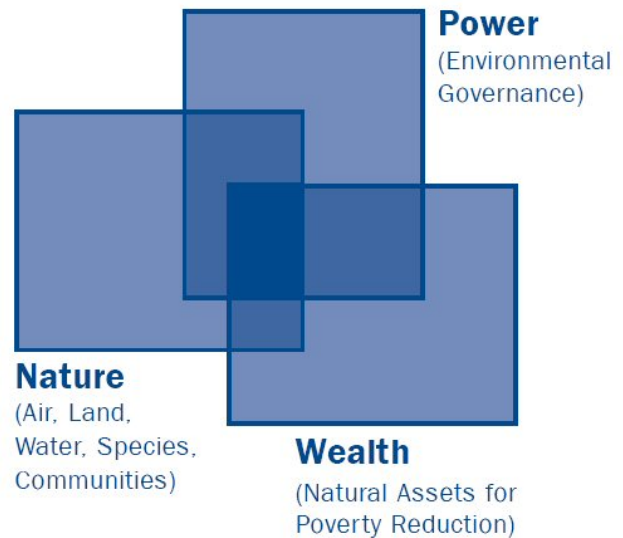 Power
(Environmental
Governance)
Nature
(Air, Land,
Water, Species,
Communities)
Wealth
(Natural Assets for
Poverty Reduction)